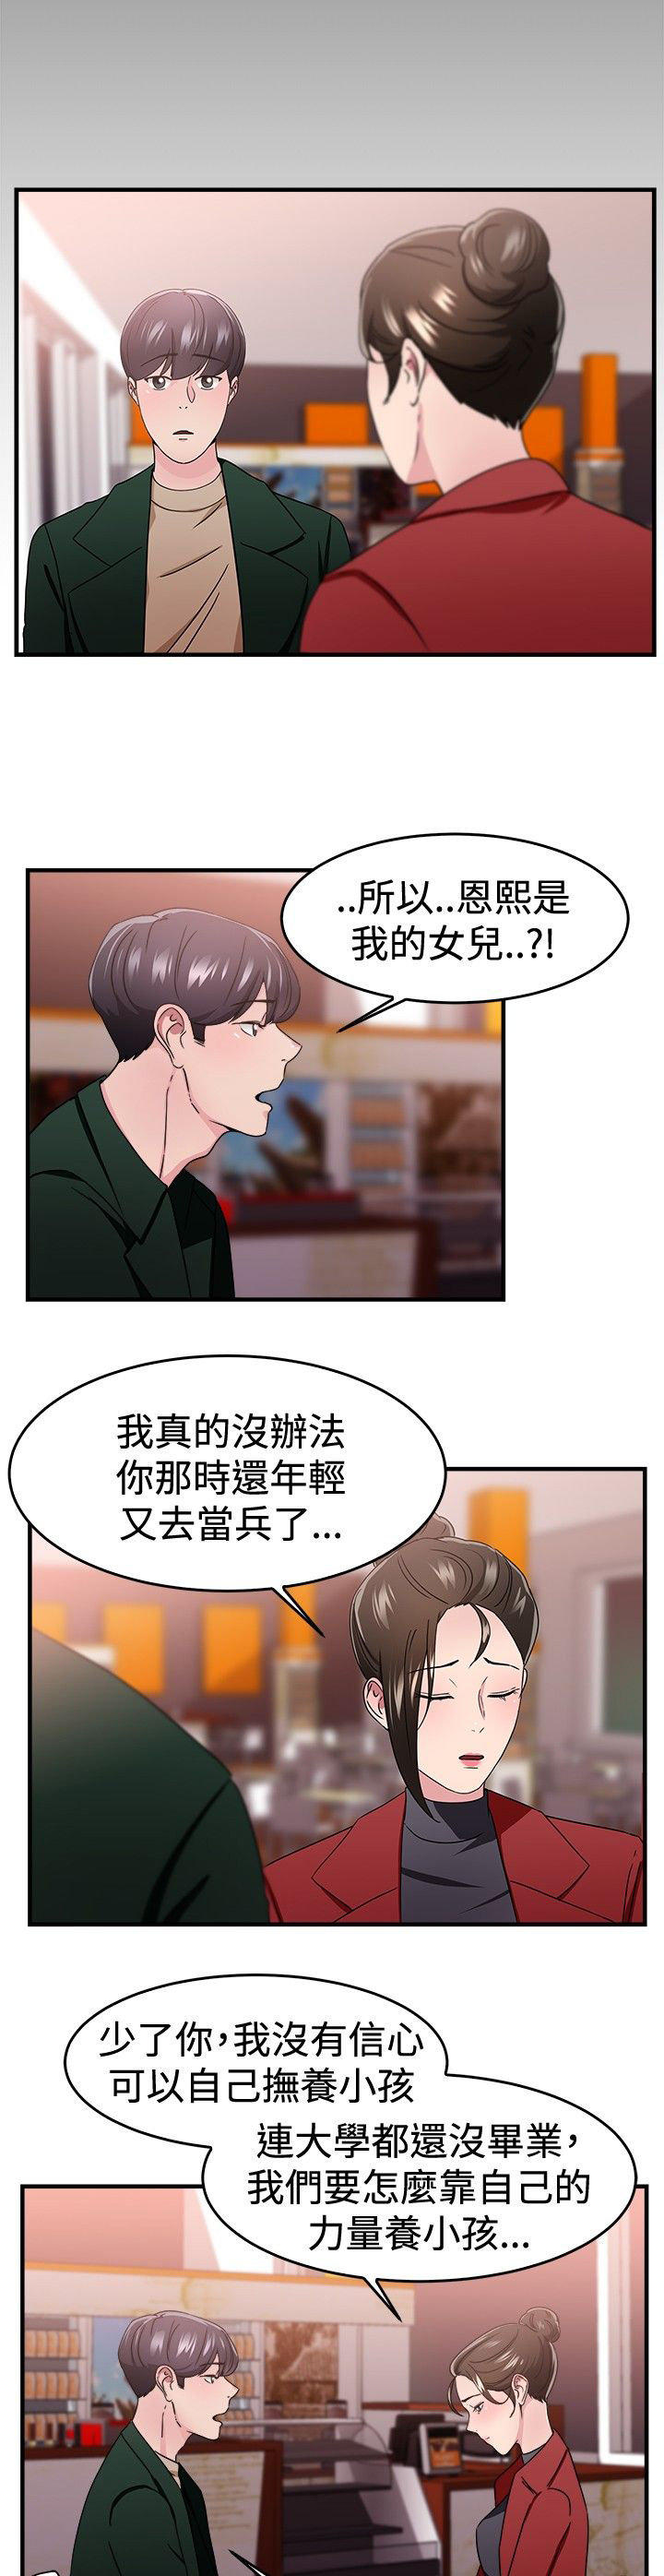 ..所以..恩熙是
我的女兒..?!
我真的沒辦法
你那時還年輕
又去當兵了...
少了你,我沒有信心
可以自己撫養小孩
連大學都還沒畢業,
我們要怎麼靠自己的
力量養小孩...